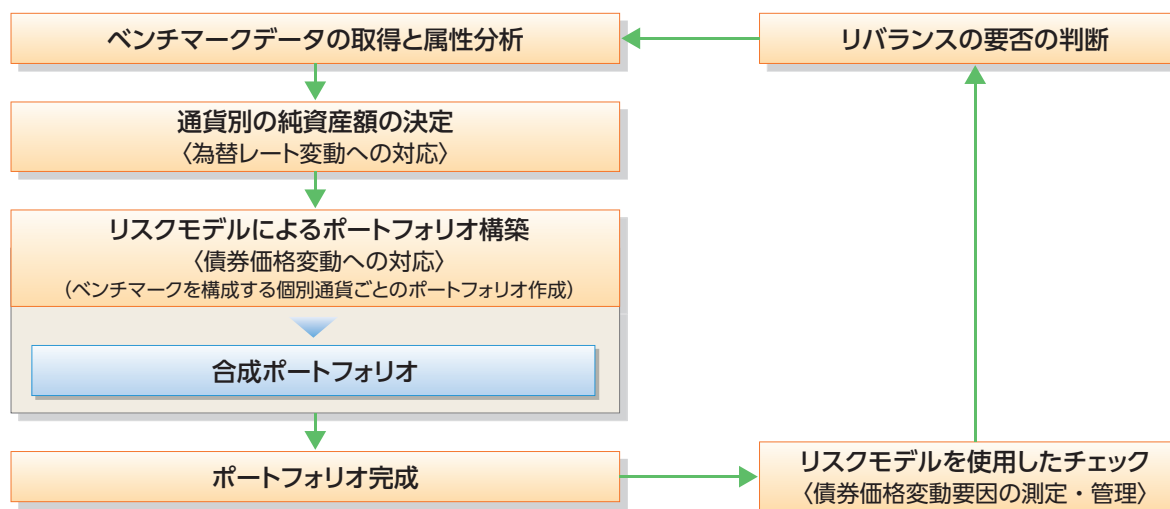 ベンチマークデータの取得と属性分析
リバランスの要否の判断
通貨別の純資産額の決定
〈為替レート変動への対応〉
リスクモデルによるポートフォリオ構築
〈債券価格変動への対応〉
（ベンチマークを構成する個別通貨ごとのポートフォリオ作成）
合成ポートフォリオ
ポートフォリオ完成
リスクモデルを使用したチェック
〈債券価格変動要因の測定・管理〉